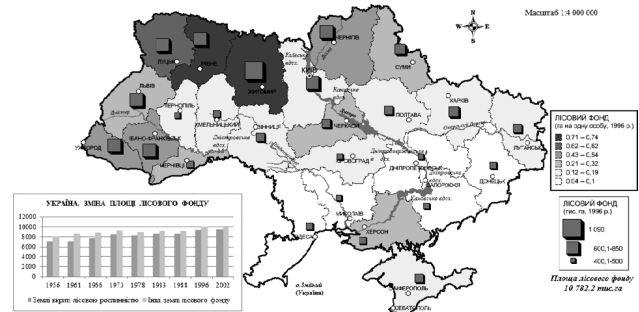 Масштаб 1:4 000 000
ЧЕРНІГІВ
СУМИ
ЛУЦЬК
РІВНЕ
ЖИТОМИР
КИЇВ
ЛЬВІВ
ТЕРНОПІЛЬ
ХМЕЛЬНИЦЬКИЙ
ВІННИЦЯ
ЧЕРКАСИ
ПОЛТАВА
ХАРКІВ
ЛУГАНСЬК
УЖГОРОД
ІВАНО-ФРАНКІВСЬК
ЧЕРНІВЦІ
ДОНЕЦЬК
ЗАПОРІЖЖЯ
МИКОЛАЇВ
ХЕРСОН
ОДЕСА
о.Зміїний
(Україна)
СІМФЕРОПОЛЬ
СЕВАСТОПОЛЬ
ЛІСОВИЙ ФОНД
(га на одну особу, 1996 р.)
0.71 – 0,74
0.62 – 0,62
0.43 – 0,54
0.21 – 0,32
0.12 – 0,19
0.04 – 0,1
ЛІСОВИЙ ФОНД
(тис. га, 1996 р.)
1 050
600,1-850
400,1-500
Площа лісового фонду
10 782.2 тис.га
УКРАЇНА. ЗМІНА ПЛОЩІ ЛІСОВОГО ФОНДУ
12000
10000
8000
6000
4000
2000
0
1956 1961 1966 1973 1978 1983 1988 1996 2002
Землі вкриті лісовою рослинністю Інші землі лісового фонду